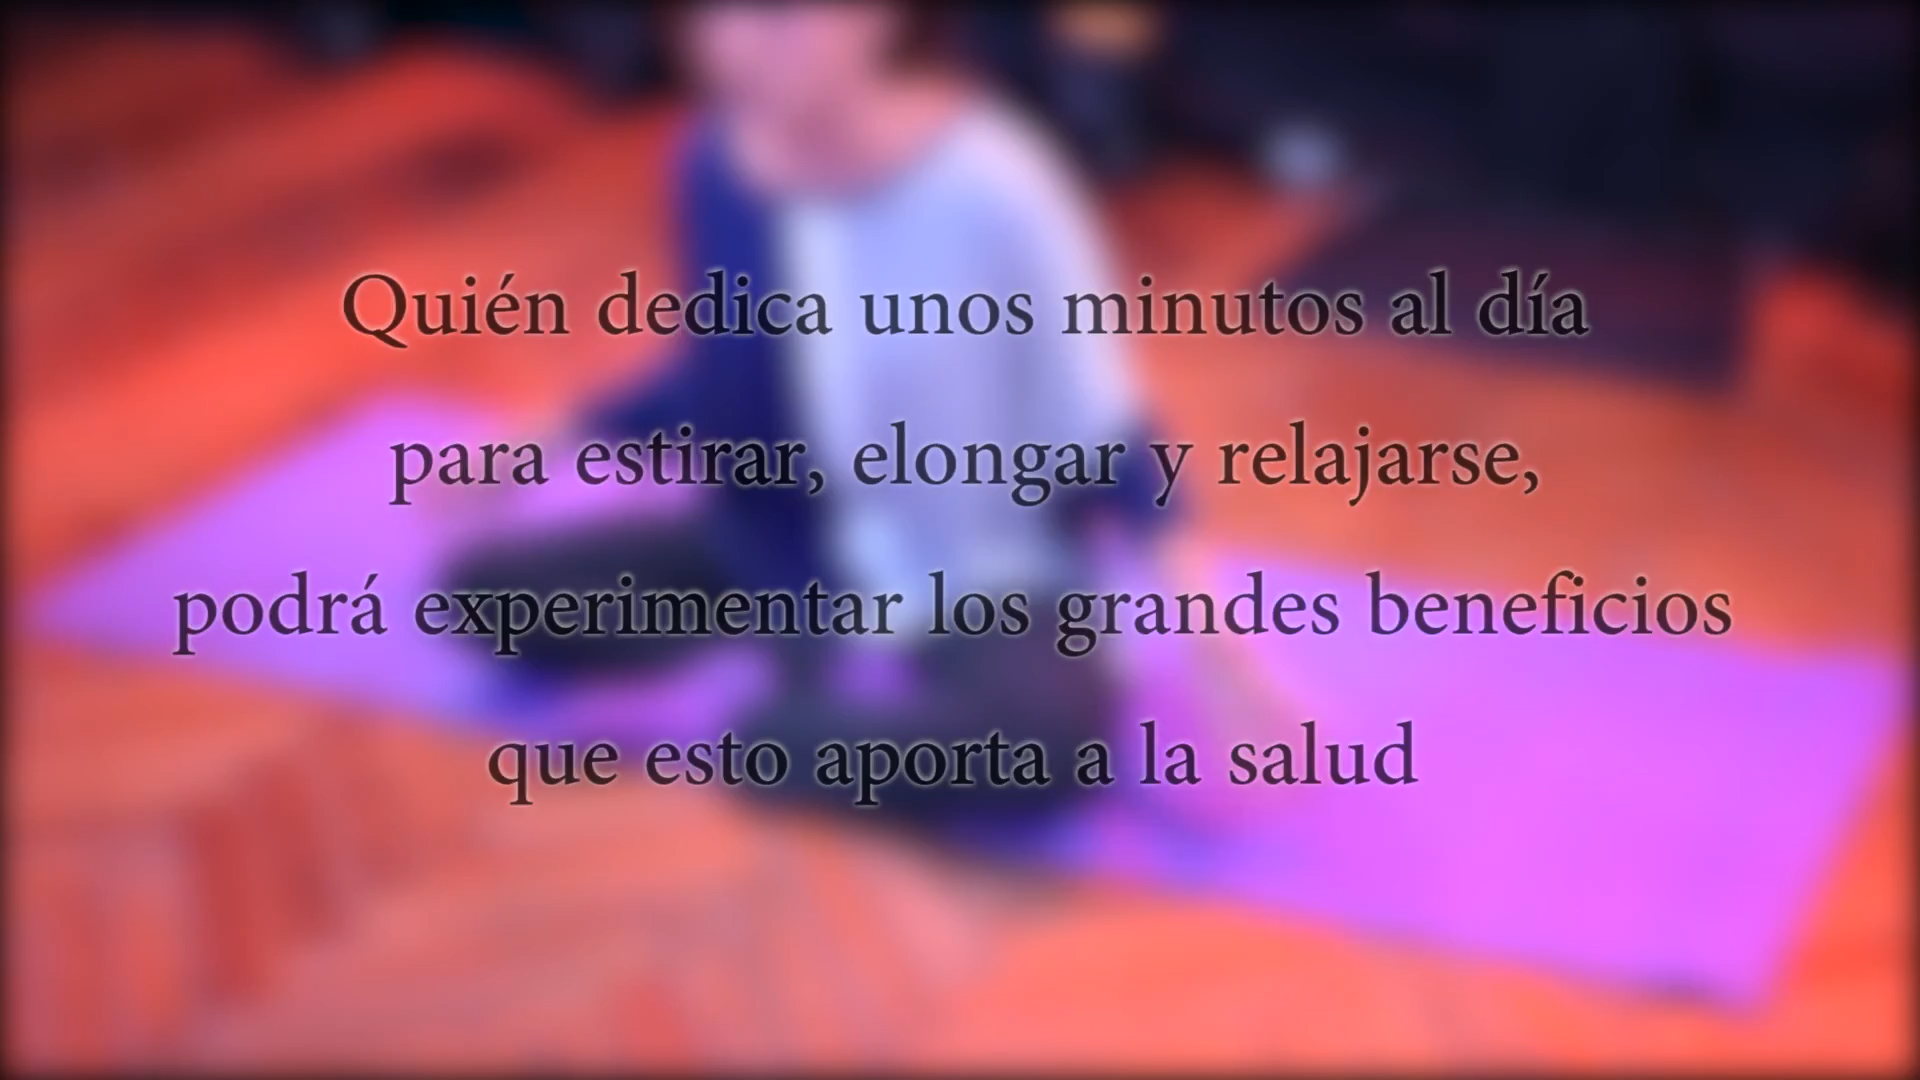 Quién dedica unos minutos al día
para estirar, elongar y relajarse,
podrá experimentar los grandes beneficios
que esto aporta a la salud